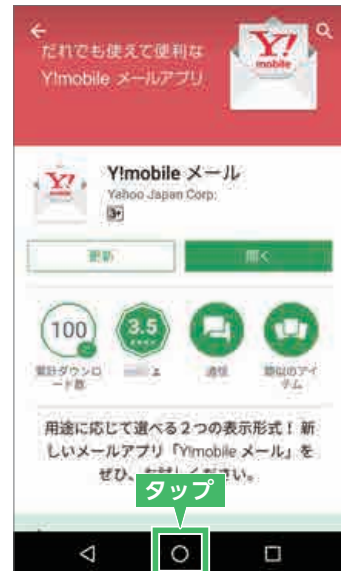 だれでも使えて便利な
Y!mobile メールアプリ
Y!
mobile
Y!
Y!mobile メール
Yahoo Japan Corp.
3+
更新
開く
100
3.5
累計ダウンロ
ード数
通信
類似のアイ
テム
用途に応じて選べる2つの表示形式！ 新
しいメールアプリ「Y!mobile メール」を
ぜひ、お試しください。
タップ